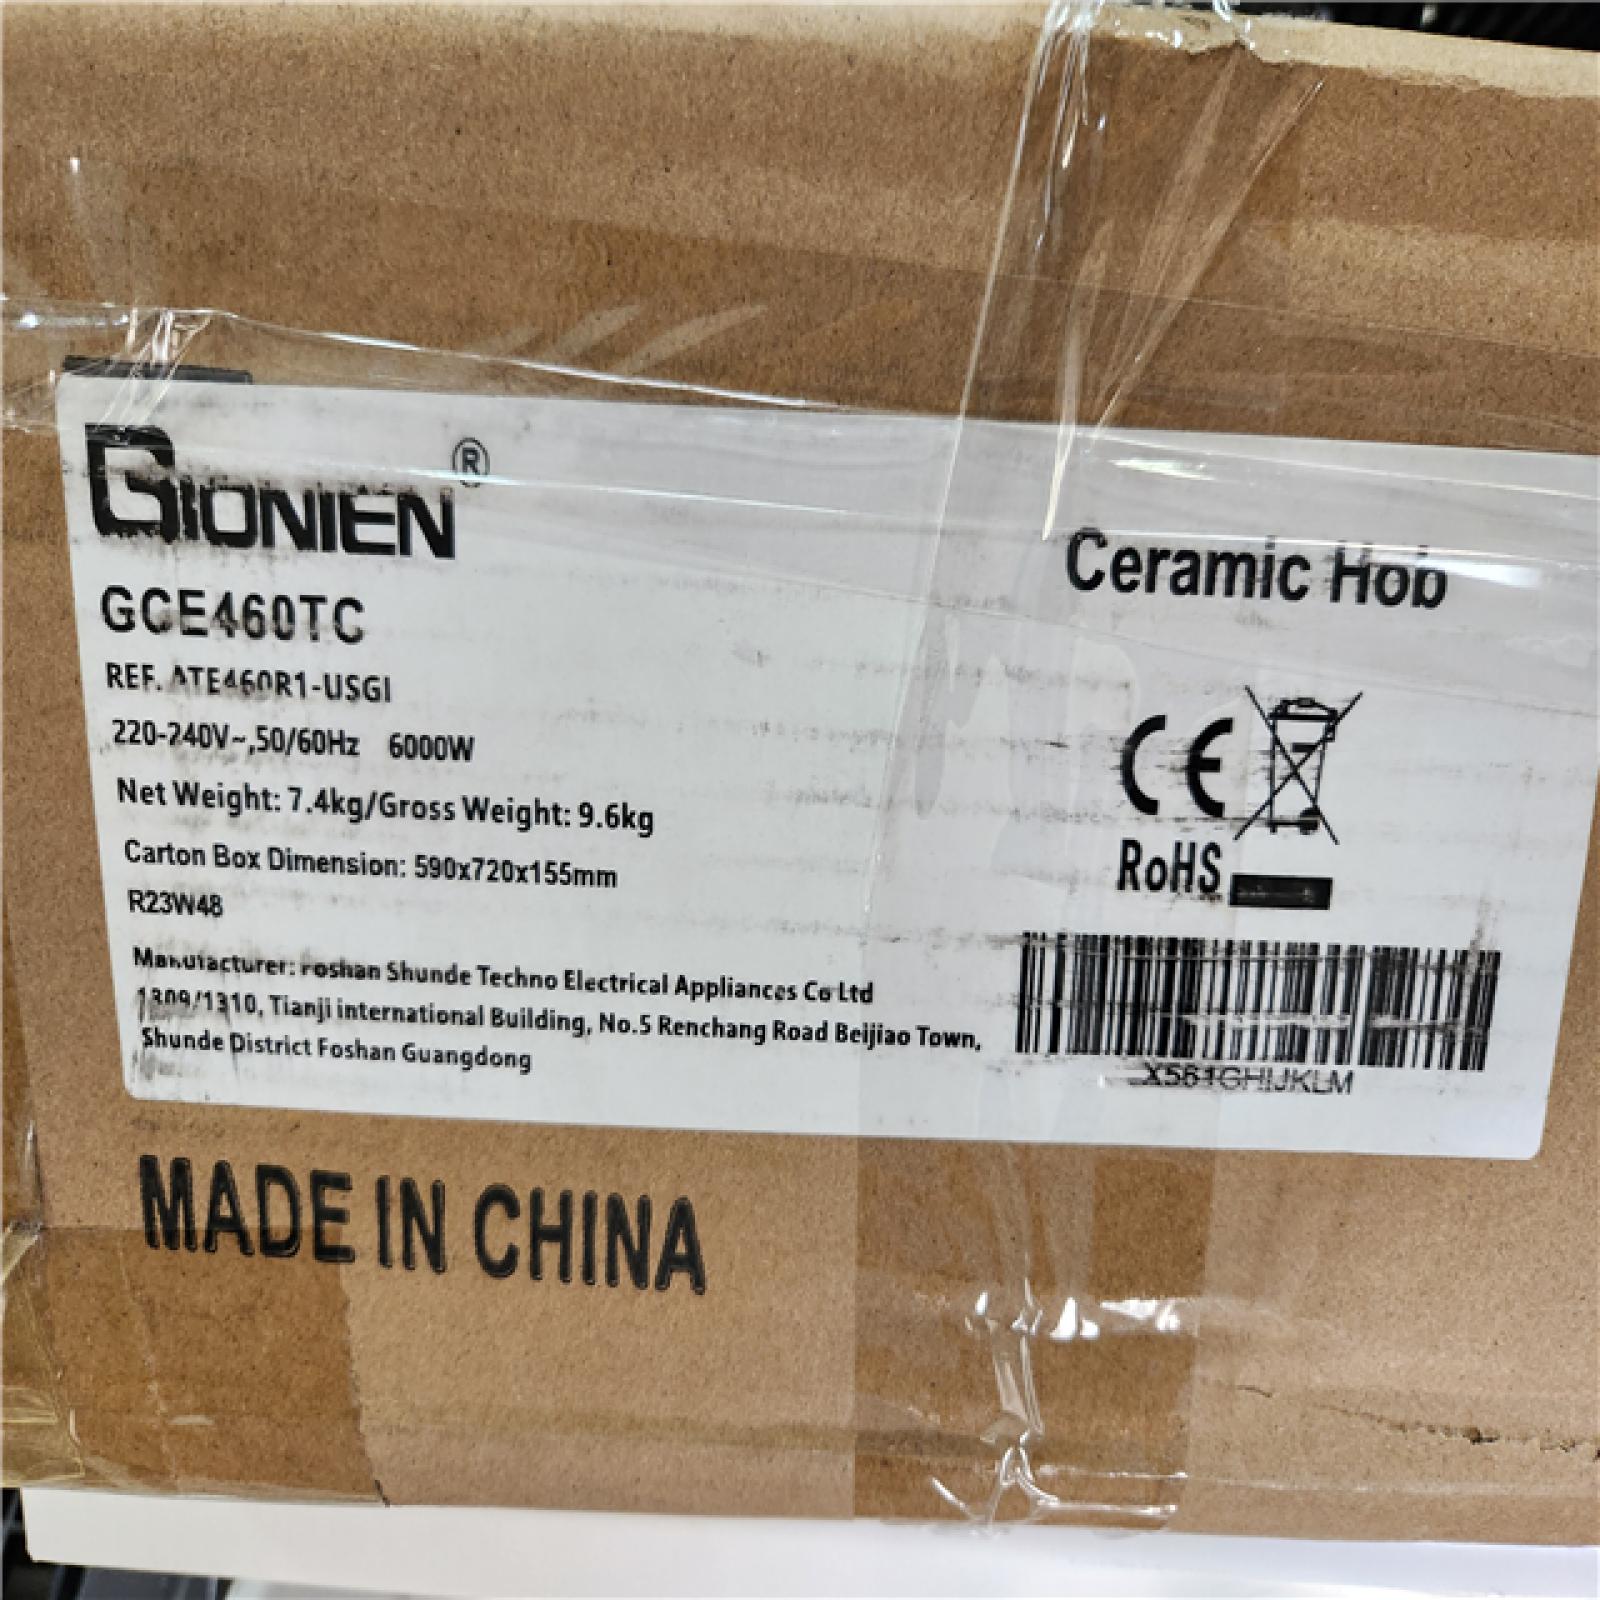 GIONIEN®
GCE460TC
REF. ATE460R1-USGI
220-240V~,50/60Hz 6000W
Net Weight: 7.4kg/Gross Weight: 9.6kg
Carton Box Dimension: 590x720x155mm
R23W48
Manufacturer: Foshan Shunde Techno Electrical Appliances Co Ltd
1309/1310, Tianji international Building, No.5 Renchang Road Beijiao Town,
Shunde District Foshan Guangdong
Ceramic Hob
CE
RoHS
X561GHIJKLM
MADE IN CHINA